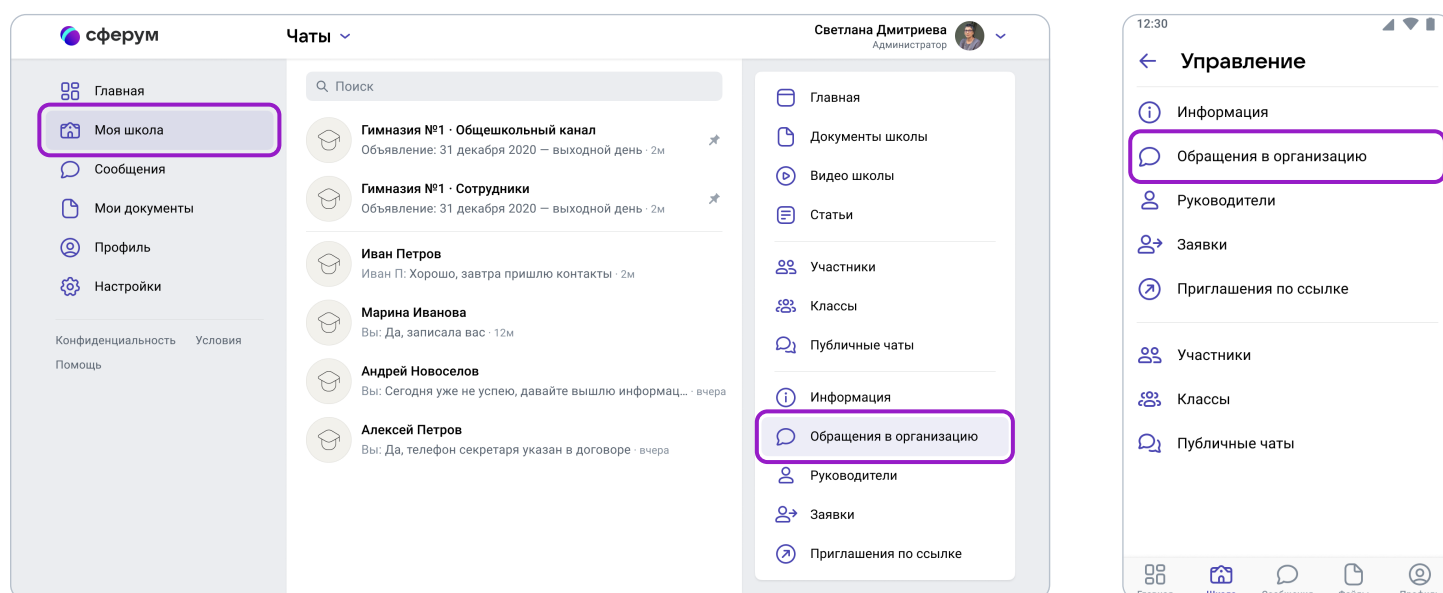 сферум
Чаты
Светлана Дмитриева
Администратор
Главная
Моя школа
Сообщения
Мои документы
Профиль
Настройки
Конфиденциальность Условия
Помощь
Поиск
Гимназия №1 · Общешкольный канал
Объявление: 31 декабря 2020 — выходной день · 2м
Гимназия №1 · Сотрудники
Объявление: 31 декабря 2020 — выходной день · 2м
Иван Петров
Иван П: Хорошо, завтра пришлю контакты · 2м
Марина Иванова
Вы: Да, записала вас · 12м
Андрей Новоселов
Вы: Сегодня уже не успею, давайте вышлю информац... · вчера
Алексей Петров
Вы: Да, телефон секретаря указан в договоре · вчера
Главная
Документы школы
Видео школы
Статьи
Участники
Классы
Публичные чаты
Информация
Обращения в организацию
Руководители
Заявки
Приглашения по ссылке
12:30
Управление
Информация
Обращения в организацию
Руководители
Заявки
Приглашения по ссылке
Участники
Классы
Публичные чаты